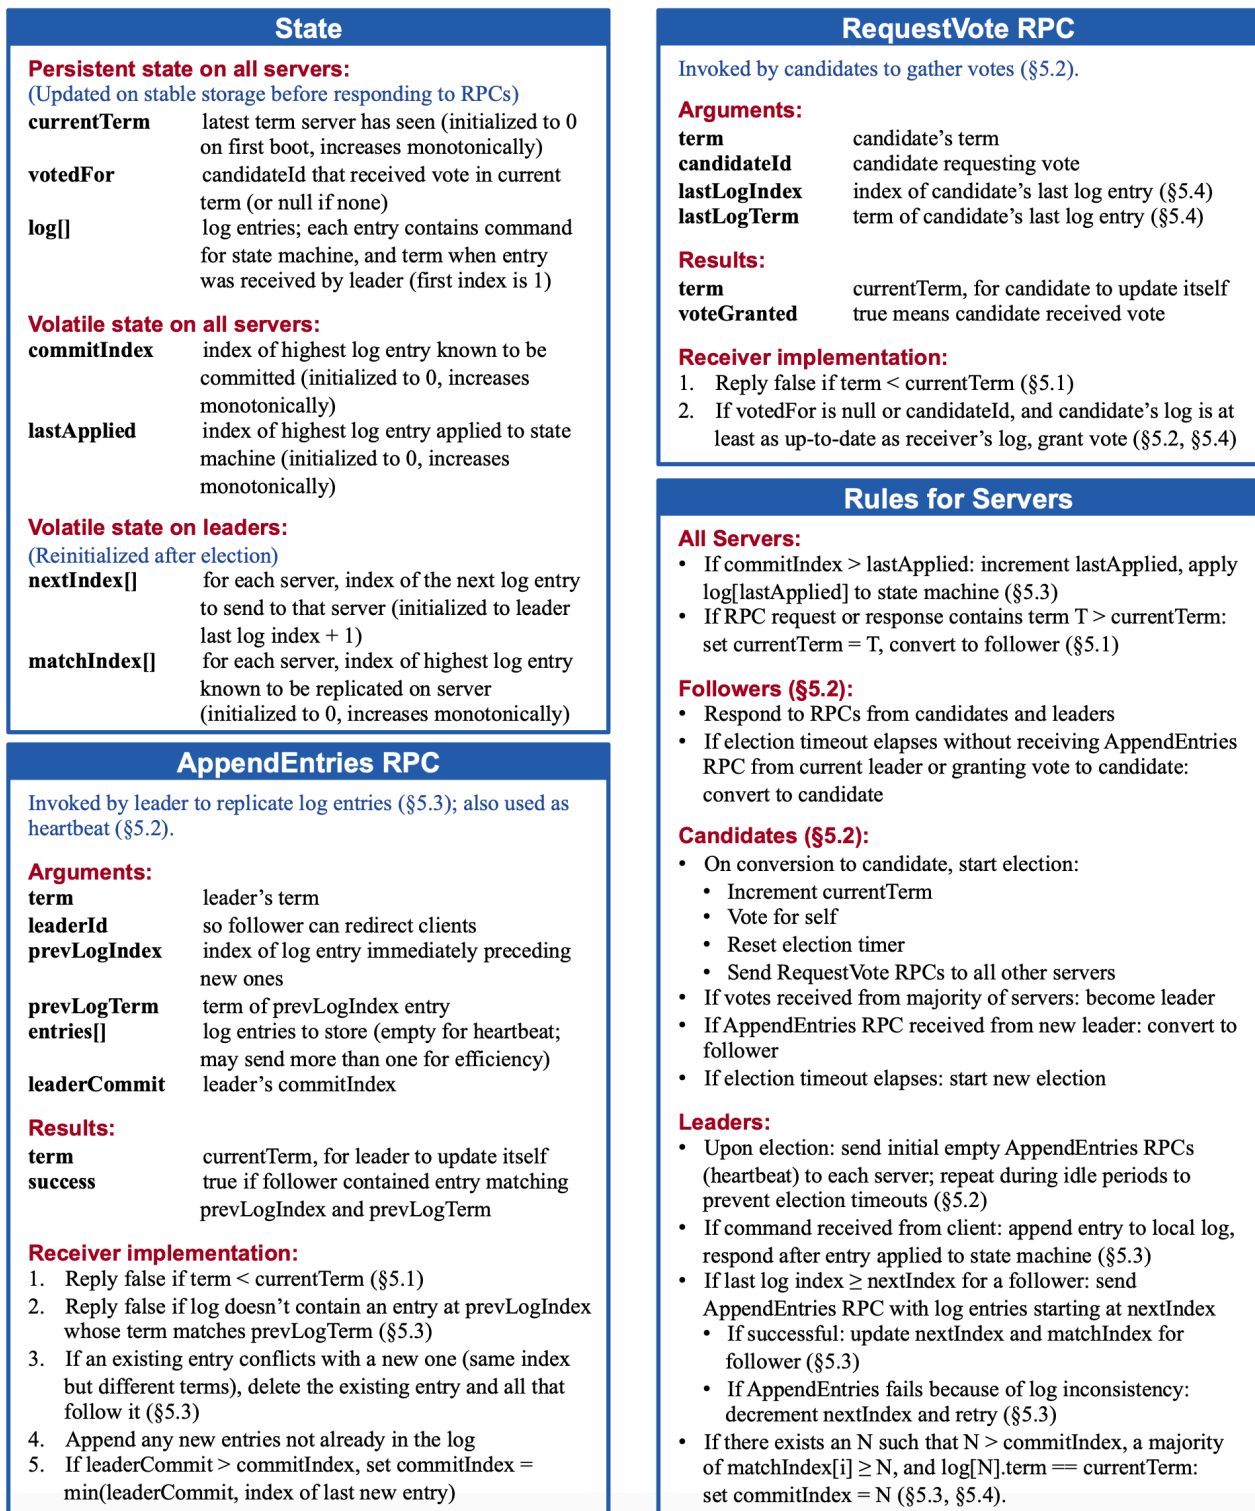 State
Persistent state on all servers:
(Updated on stable storage before responding to RPCs)
currentTerm latest term server has seen (initialized to 0
on first boot, increases monotonically)
votedFor candidateId that received vote in current
term (or null if none)
log[] log entries; each entry contains command
for state machine, and term when entry
was received by leader (first index is 1)
Volatile state on all servers:
commitIndex index of highest log entry known to be
committed (initialized to 0, increases
monotonically)
lastApplied index of highest log entry applied to state
machine (initialized to 0, increases
monotonically)
Volatile state on leaders:
(Reinitialized after election)
nextIndex[] for each server, index of the next log entry
to send to that server (initialized to leader
last log index + 1)
matchIndex[] for each server, index of highest log entry
known to be replicated on server
(initialized to 0, increases monotonically)
AppendEntries RPC
Invoked by leader to replicate log entries (§5.3); also used as
heartbeat (§5.2).
Arguments:
term leader’s term
leaderId so follower can redirect clients
prevLogIndex index of log entry immediately preceding
new ones
prevLogTerm term of prevLogIndex entry
entries[] log entries to store (empty for heartbeat;
may send more than one for efficiency)
leaderCommit leader’s commitIndex
Results:
term currentTerm, for leader to update itself
success true if follower contained entry matching
prevLogIndex and prevLogTerm
Receiver implementation:
1. Reply false if term < currentTerm (§5.1)
2. Reply false if log doesn’t contain an entry at prevLogIndex
whose term matches prevLogTerm (§5.3)
3. If an existing entry conflicts with a new one (same index
but different terms), delete the existing entry and all that
follow it (§5.3)
4. Append any new entries not already in the log
5. If leaderCommit > commitIndex, set commitIndex =
min(leaderCommit, index of last new entry)
RequestVote RPC
Invoked by candidates to gather votes (§5.2).
Arguments:
term candidate’s term
candidateId candidate requesting vote
lastLogIndex index of candidate’s last log entry (§5.4)
lastLogTerm term of candidate’s last log entry (§5.4)
Results:
term currentTerm, for candidate to update itself
voteGranted true means candidate received vote
Receiver implementation:
1. Reply false if term < currentTerm (§5.1)
2. If votedFor is null or candidateId, and candidate’s log is at
least as up-to-date as receiver’s log, grant vote (§5.2, §5.4)
Rules for Servers
All Servers:
• If commitIndex > lastApplied: increment lastApplied, apply
log[lastApplied] to state machine (§5.3)
• If RPC request or response contains term T > currentTerm:
set currentTerm = T, convert to follower (§5.1)
Followers (§5.2):
• Respond to RPCs from candidates and leaders
• If election timeout elapses without receiving AppendEntries
RPC from current leader or granting vote to candidate:
convert to candidate
Candidates (§5.2):
• On conversion to candidate, start election:
• Increment currentTerm
• Vote for self
• Reset election timer
• Send RequestVote RPCs to all other servers
• If votes received from majority of servers: become leader
• If AppendEntries RPC received from new leader: convert to
follower
• If election timeout elapses: start new election
Leaders:
• Upon election: send initial empty AppendEntries RPCs
(heartbeat) to each server; repeat during idle periods to
prevent election timeouts (§5.2)
• If command received from client: append entry to local log,
respond after entry applied to state machine (§5.3)
• If last log index ≥ nextIndex for a follower: send
AppendEntries RPC with log entries starting at nextIndex
• If successful: update nextIndex and matchIndex for
follower (§5.3)
• If AppendEntries fails because of log inconsistency:
decrement nextIndex and retry (§5.3)
• If there exists an N such that N > commitIndex, a majority
of matchIndex[i] ≥ N, and log[N].term == currentTerm:
set commitIndex = N (§5.3, §5.4).